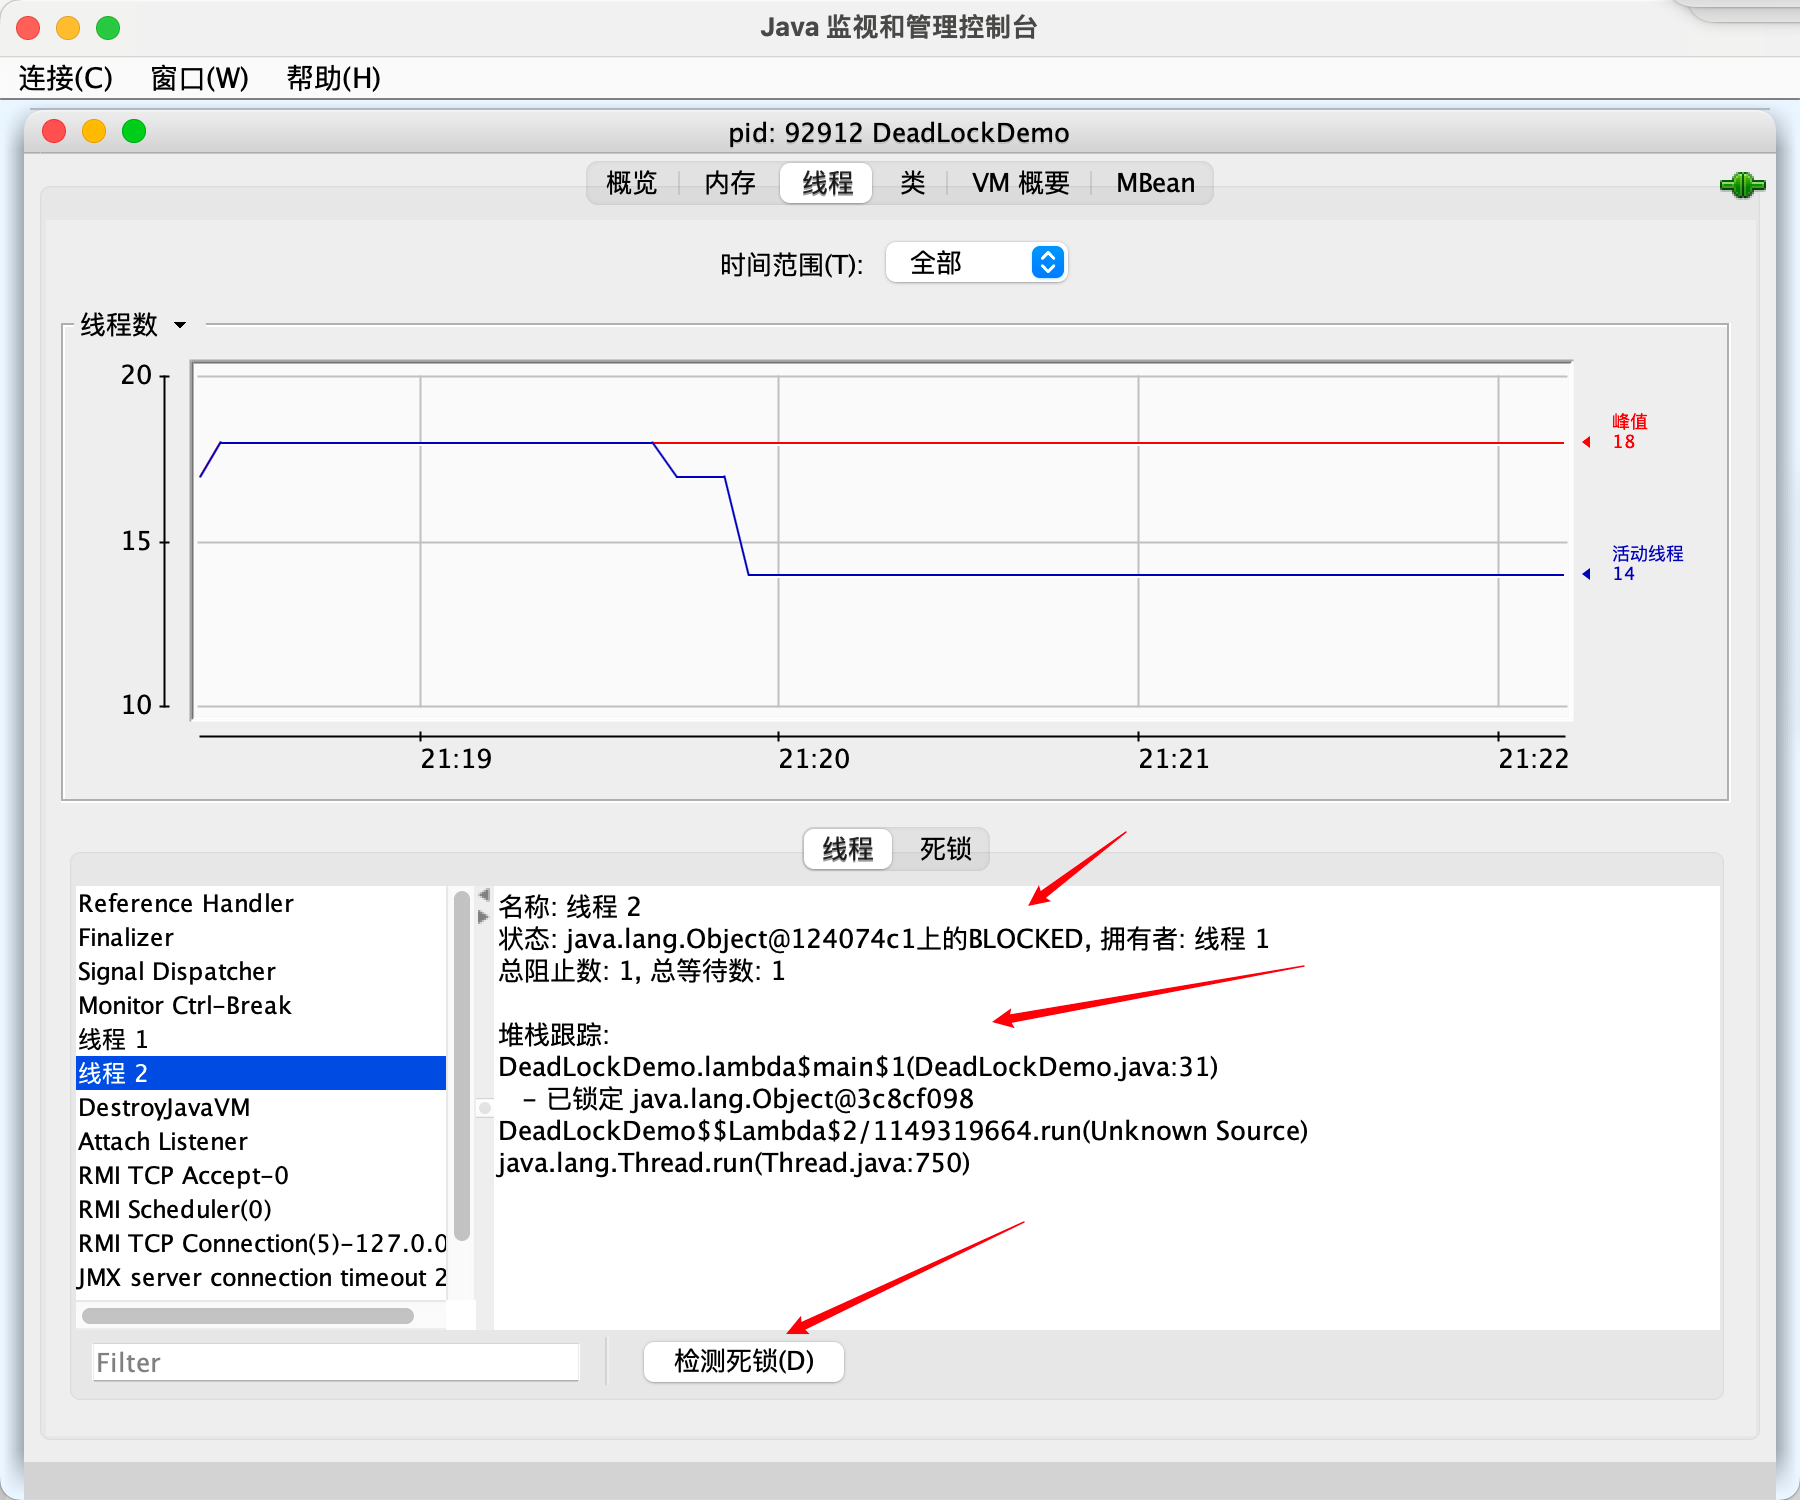 Java 监视和管理控制台
连接(C) 窗口(W) 帮助(H)
pid: 92912 DeadLockDemo
概览 内存 线程 类 VM 概要 MBean
时间范围(T): 全部
线程数
20
15
10
峰值
18
活动线程
14
21:19 21:20 21:21 21:22
线程 死锁
Reference Handler
Finalizer
Signal Dispatcher
Monitor Ctrl-Break
线程 1
线程 2
DestroyJavaVM
Attach Listener
RMI TCP Accept-0
RMI Scheduler(0)
RMI TCP Connection(5)-127.0.0
JMX server connection timeout 2
名称: 线程 2
状态: java.lang.Object@124074c1上的BLOCKED, 拥有者: 线程 1
总阻止数: 1, 总等待数: 1
堆栈跟踪:
DeadLockDemo.lambda$main$1(DeadLockDemo.java:31)
- 已锁定 java.lang.Object@3c8cf098
DeadLockDemo$$Lambda$2/1149319664.run(Unknown Source)
java.lang.Thread.run(Thread.java:750)
Filter
检测死锁(D)